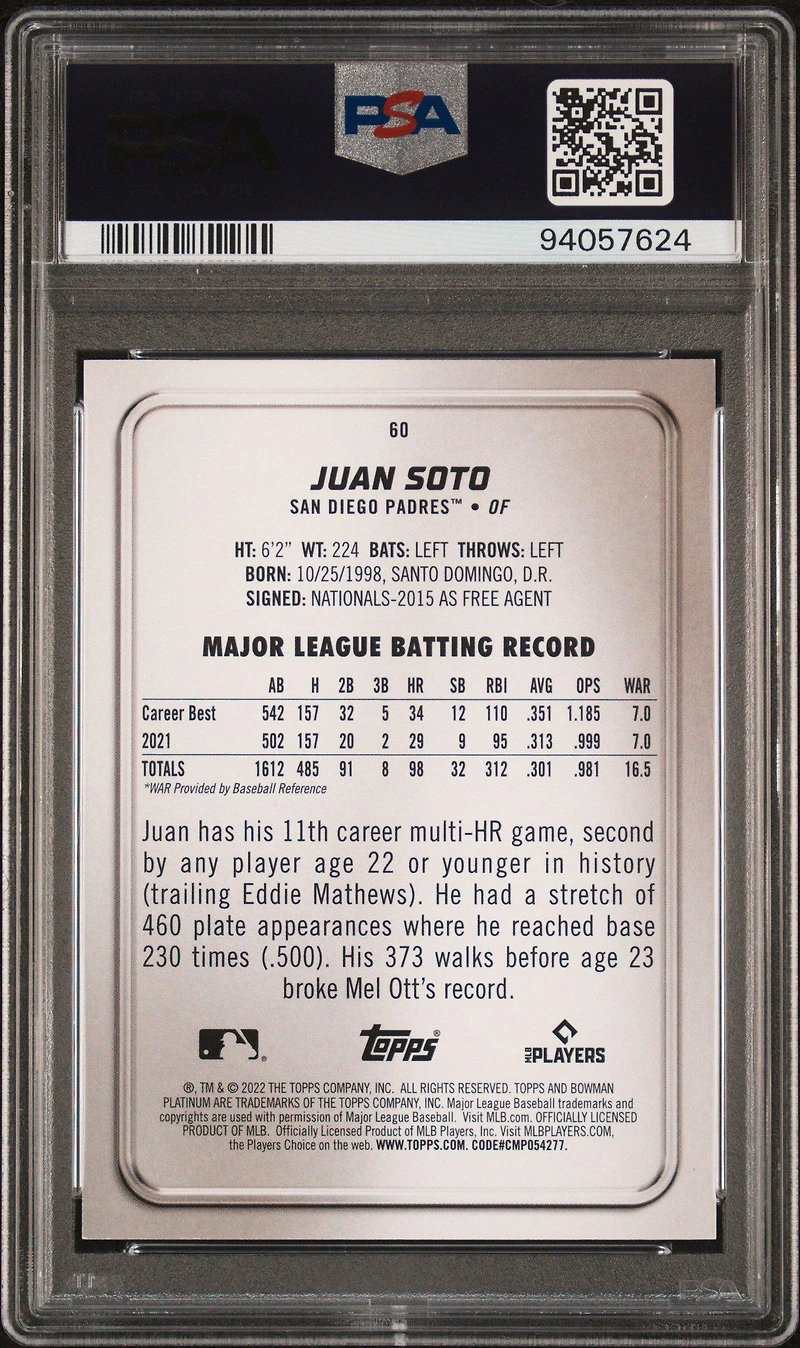 PSA
PSA
94057624
60
JUAN SOTO
SAN DIEGO PADRES™ • OF
HT: 6'2" WT: 224 BATS: LEFT THROWS: LEFT
BORN: 10/25/1998, SANTO DOMINGO, D.R.
SIGNED: NATIONALS-2015 AS FREE AGENT
MAJOR LEAGUE BATTING RECORD
AB H 2B 3B HR SB RBI AVG OPS WAR
Career Best 542 157 32 5 34 12 110 .351 1.185 7.0
2021 502 157 20 2 29 9 95 .313 .999 7.0
TOTALS 1612 485 91 8 98 32 312 .301 .981 16.5
*WAR Provided by Baseball Reference
Juan has his 11th career multi-HR game, second
by any player age 22 or younger in history
(trailing Eddie Mathews). He had a stretch of
460 plate appearances where he reached base
230 times (.500). His 373 walks before age 23
broke Mel Ott's record.
® Topps® MLB PLAYERS
®, TM & © 2022 THE TOPPS COMPANY, INC. ALL RIGHTS RESERVED. TOPPS AND BOWMAN
PLATINUM ARE TRADEMARKS OF THE TOPPS COMPANY, INC. Major League Baseball trademarks and
copyrights are used with permission of Major League Baseball. Visit MLB.com. OFFICIALLY LICENSED
PRODUCT OF MLB. Officially Licensed Product of MLB Players, Inc. Visit MLBPLAYERS.COM,
the Players Choice on the web. WWW.TOPPS.COM. CODE#CMP054277.
TM PSA